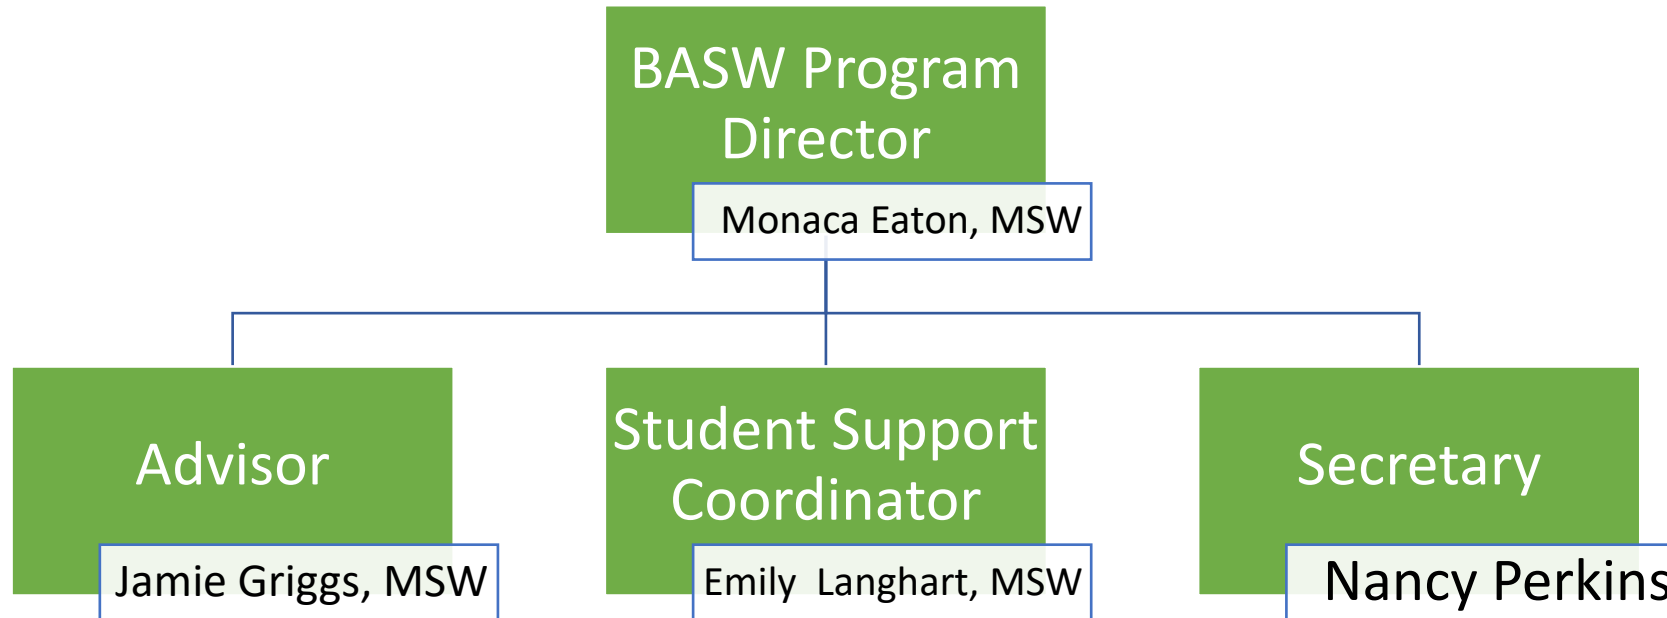 BASW Program
Director
Monaca Eaton, MSW
Advisor
Jamie Griggs, MSW
Student Support
Coordinator
Emily Langhart, MSW
Secretary
Nancy Perkins